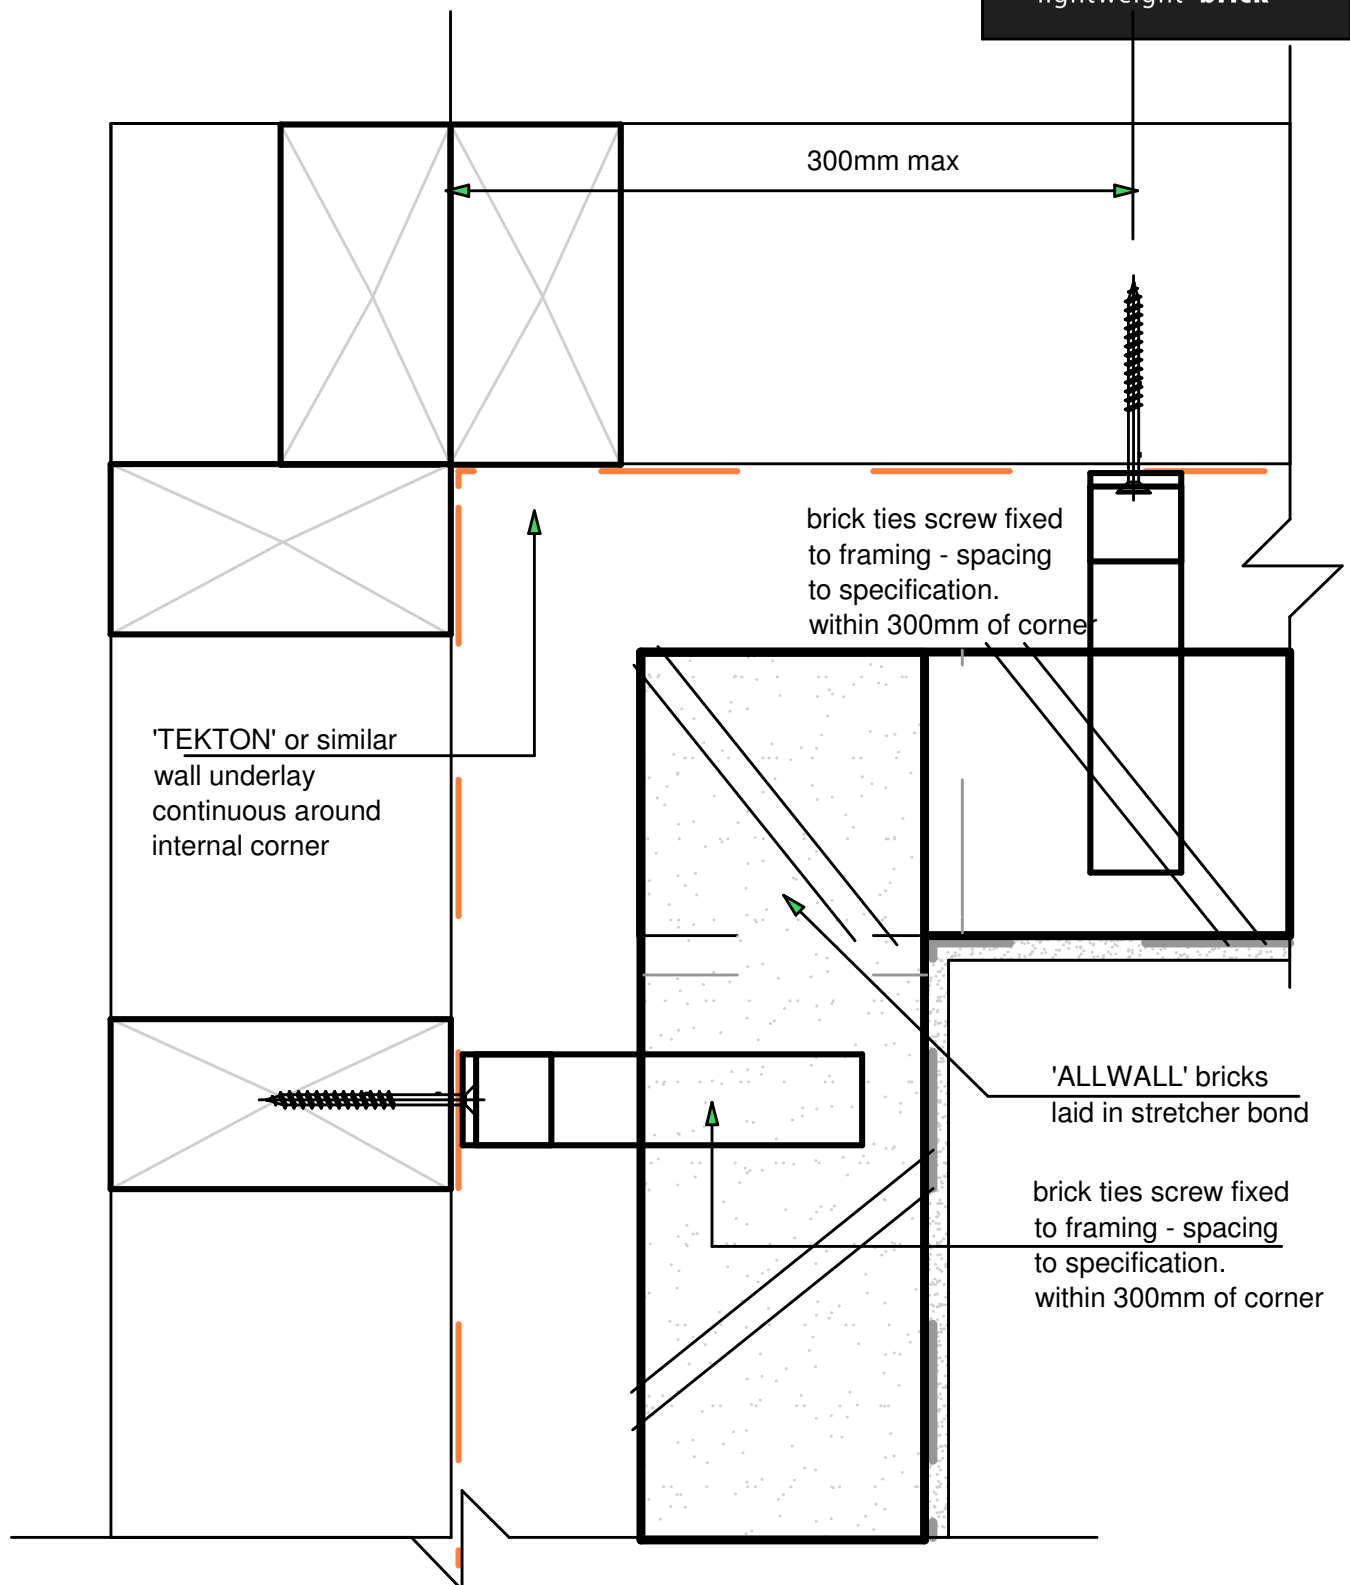 lightweight brick
300mm max
brick ties screw fixed
to framing - spacing
to specification.
within 300mm of corner
'TEKTON' or similar
wall underlay
continuous around
internal corner
'ALLWALL' bricks
laid in stretcher bond
brick ties screw fixed
to framing - spacing
to specification.
within 300mm of corner